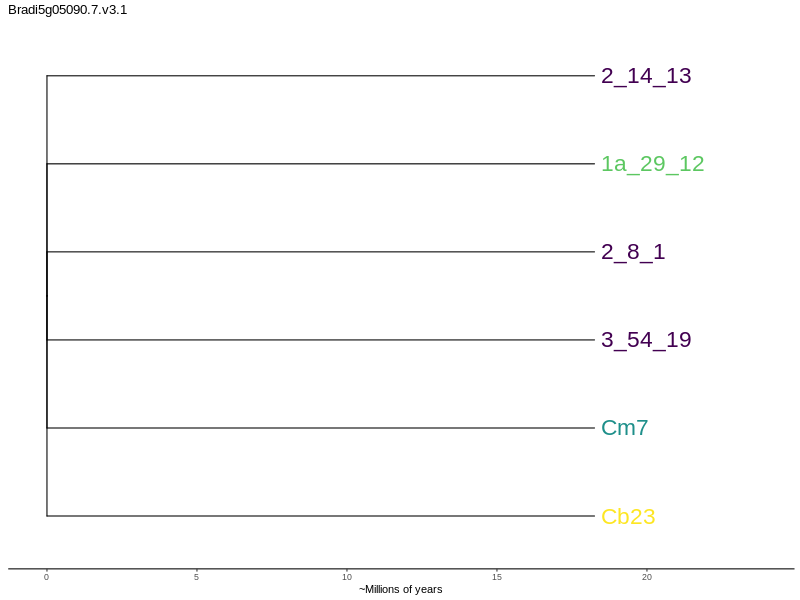 Bradi5g05090.7.v3.1
2_14_13
1a_29_12
2_8_1
3_54_19
Cm7
Cb23
0 5 10 15 20
~Millions of years